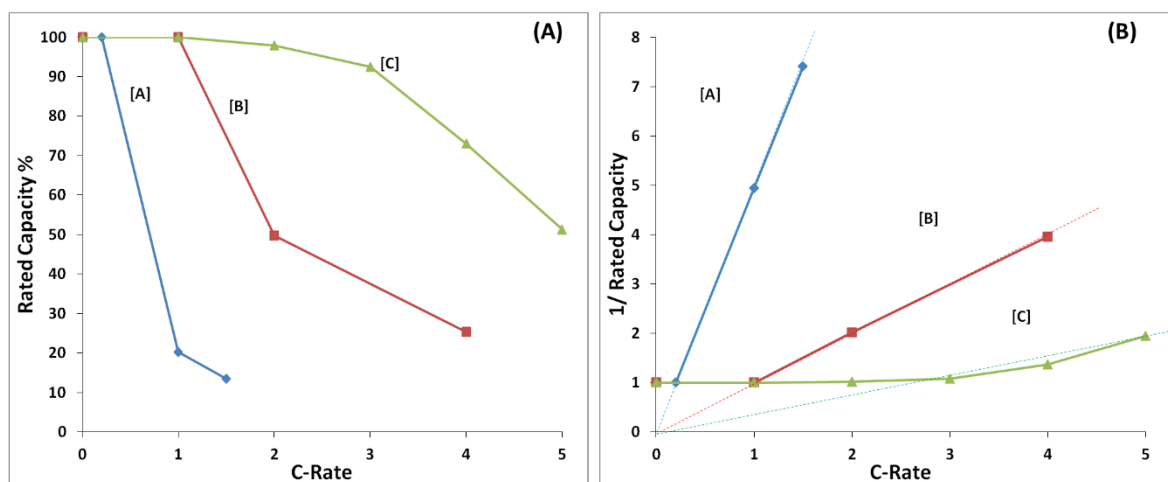 (A)
100
90
80
70
60
50
40
30
20
10
0
Rated Capacity %
[A]
[B]
[C]
0 1 2 3 4 5
C-Rate
(B)
8
7
6
5
4
3
2
1
0
1/ Rated Capacity
[A]
[B]
[C]
0 1 2 3 4 5
C-Rate